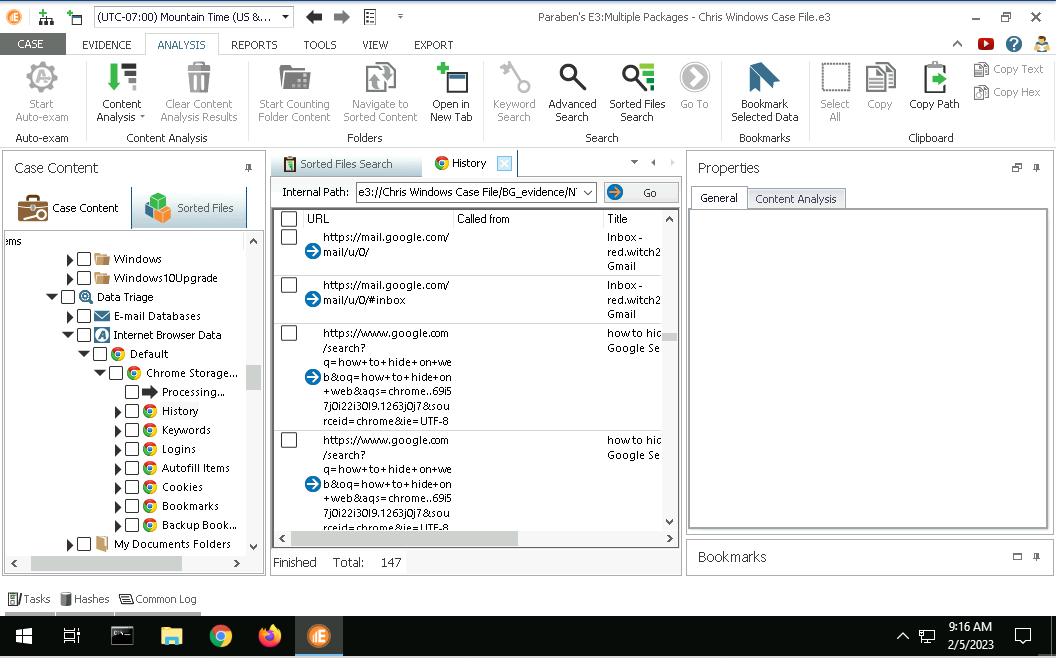 (UTC-07:00) Mountain Time (US &...
Paraben's E3:Multiple Packages - Chris Windows Case File.e3
CASE
EVIDENCE
ANALYSIS
REPORTS
TOOLS
VIEW
EXPORT
Start
Auto-exam
Content
Analysis
Clear Content
Analysis Results
Start Counting
Folder Content
Navigate to
Sorted Content
Open in
New Tab
Keyword
Search
Advanced
Search
Sorted Files
Search
Go To
Bookmark
Selected Data
Select
All
Copy
Copy Path
Copy Text
Copy Hex
Auto-exam
Content Analysis
Folders
Search
Bookmarks
Clipboard
Case Content
Case Content
Sorted Files
ems
Windows
Windows10Upgrade
Data Triage
E-mail Databases
Internet Browser Data
Default
Chrome Storage...
Processing...
History
Keywords
Logins
Autofill Items
Cookies
Bookmarks
Backup Book...
My Documents Folders
Sorted Files Search
History
Internal Path:
e3://Chris Windows Case File/BG_evidence/N
Go
URL
Called from
Title
https://mail.google.com/
mail/u/0/
Inbox -
red.witch2
Gmail
https://mail.google.com/
mail/u/0/#inbox
Inbox -
red.witch2
Gmail
https://www.google.com
/search?
q=how+to+hide+on+we
b&oq=how+to+hide+on
+web&aqs=chrome..69i5
7j0i22i30l9.1263j0j7&sou
rceid=chrome&ie=UTF-8
how to hic
Google Se
https://www.google.com
/search?
q=how+to+hide+on+we
b&oq=how+to+hide+on
+web&aqs=chrome..69i5
7j0i22i30l9.1263j0j7&sou
rceid=chrome&ie=UTF-8
how to hic
Google Se
Finished
Total:
147
Properties
General
Content Analysis
Bookmarks
Tasks
Hashes
Common Log
9:16 AM
2/5/2023